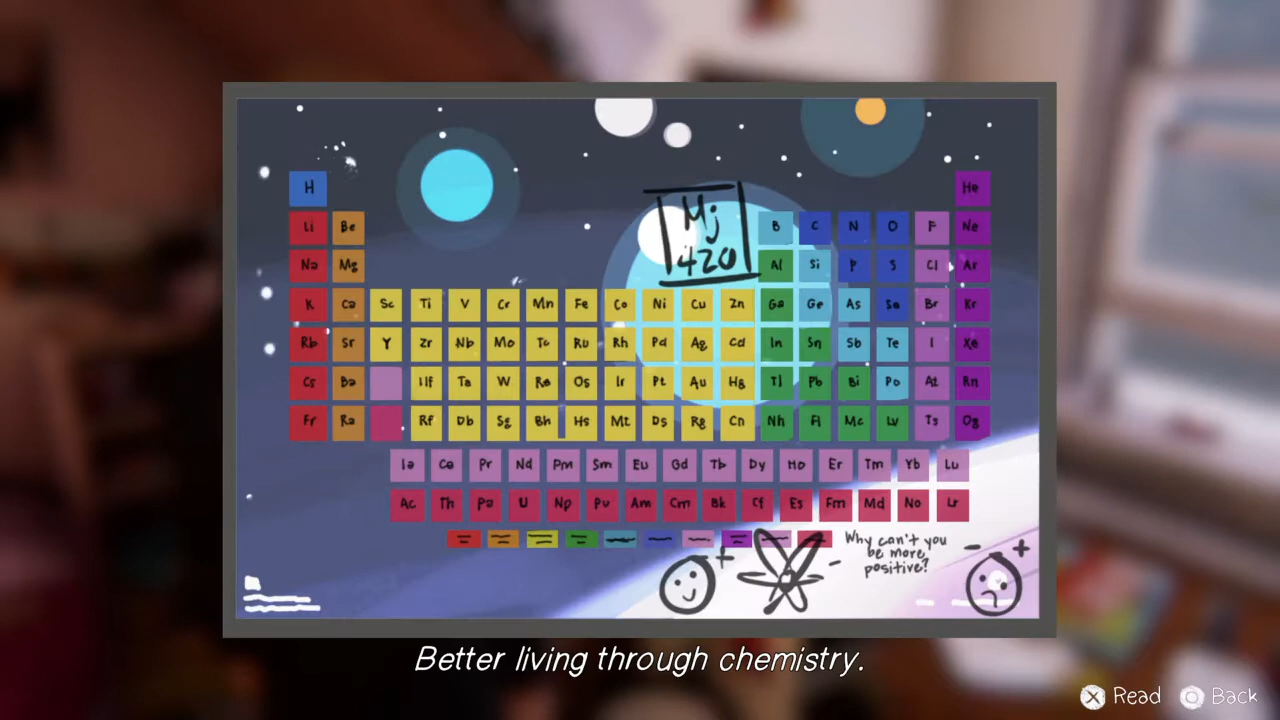 H He
Mj
420
Li Be B C N O F Ne
Na Mg Al Si P S Cl Ar
K Ca Sc Ti V Cr Mn Fe Co Ni Cu Zn Ga Ge As Se Br Kr
Rb Sr Y Zr Nb Mo Tc Ru Rh Pd Ag Cd In Sn Sb Te I Xe
Cs Ba Hf Ta W Re Os Ir Pt Au Hg Tl Pb Bi Po At Rn
Fr Ra Rf Db Sg Bh Hs Mt Ds Rg Cn Nh Fl Mc Lv Ts Og
la Ce Pr Nd Pm Sm Eu Gd Tb Dy Ho Er Tm Yb Lu
Ac Th Pa U Np Pu Am Cm Bk Cf Es Fm Md No Lr
Why can't you
be more
positive?
+ - - +
Better living through chemistry.
Read Back